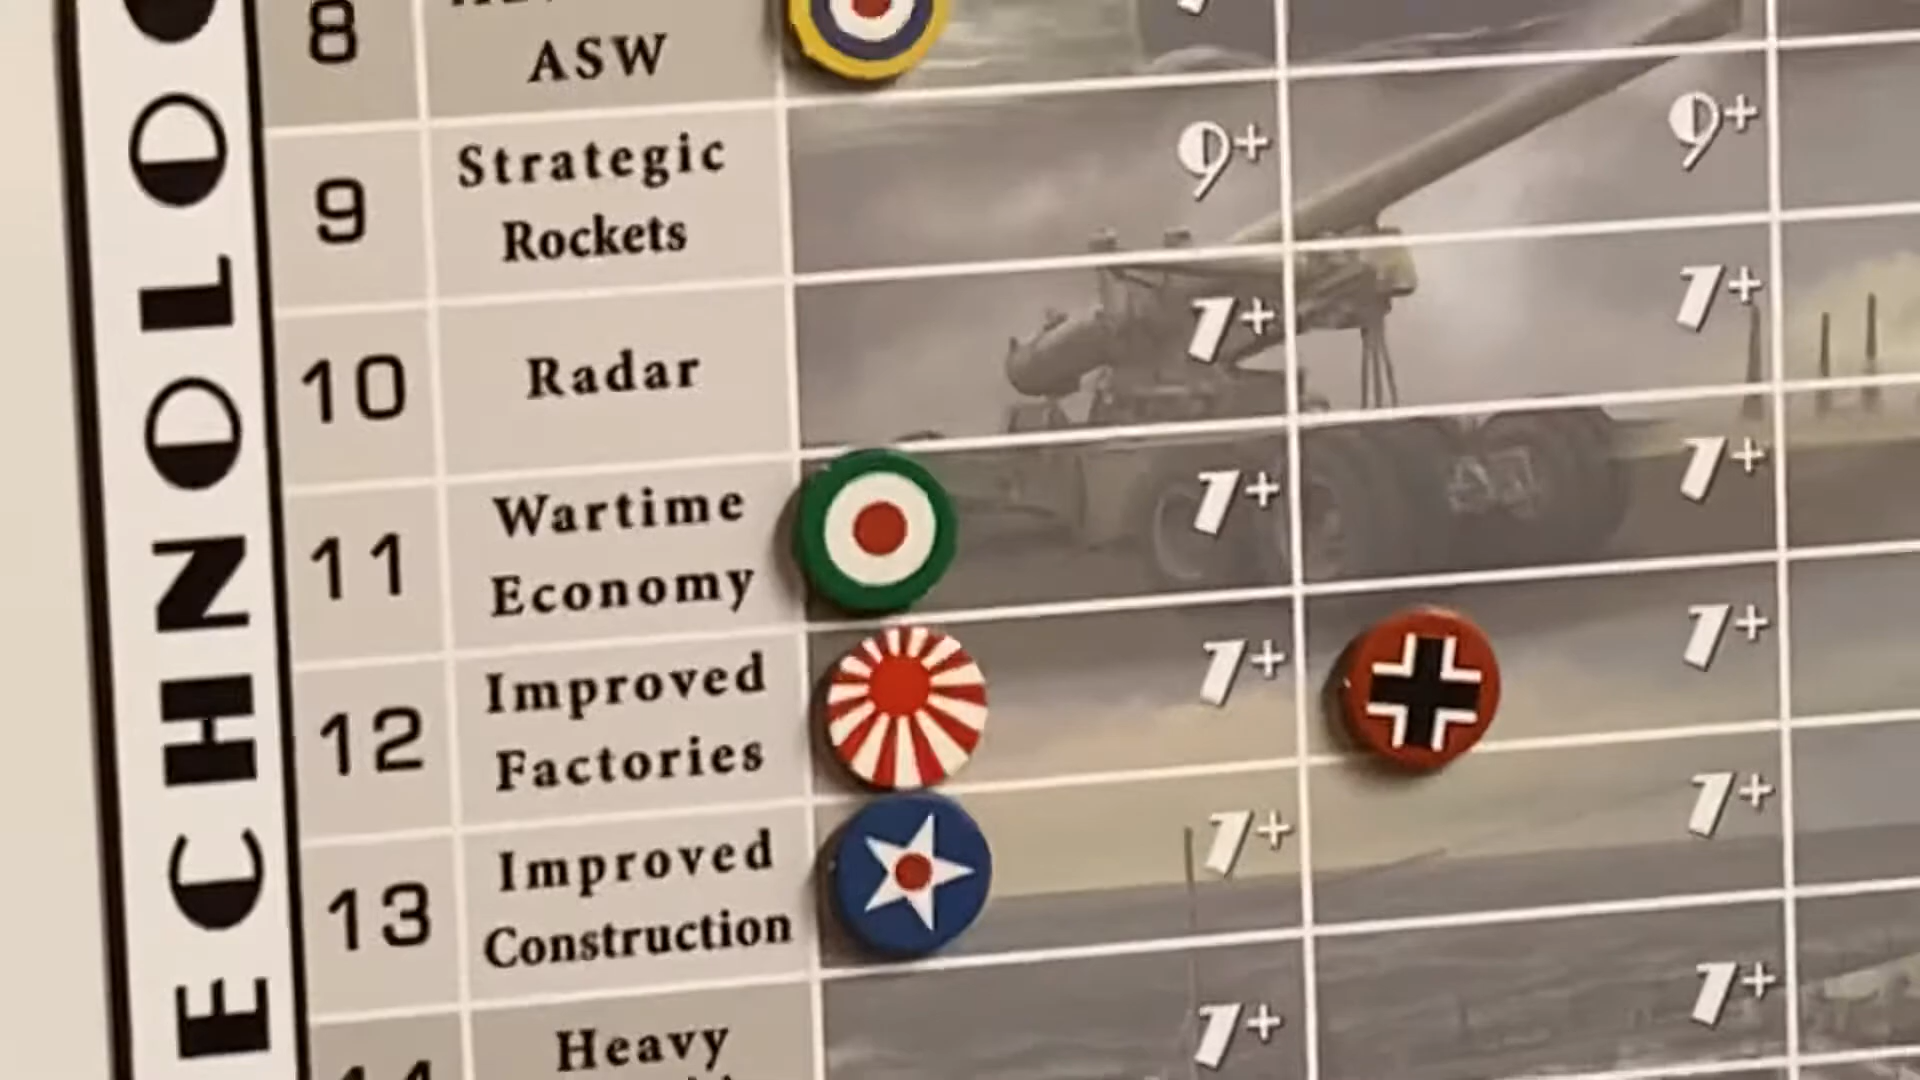 8
ASW
9
Strategic
Rockets
9+
9+
10
Radar
7+
7+
11
Wartime
Economy
7+
7+
12
Improved
Factories
7+
7+
13
Improved
Construction
7+
7+
Heavy
7+
7+
ECHNOLO